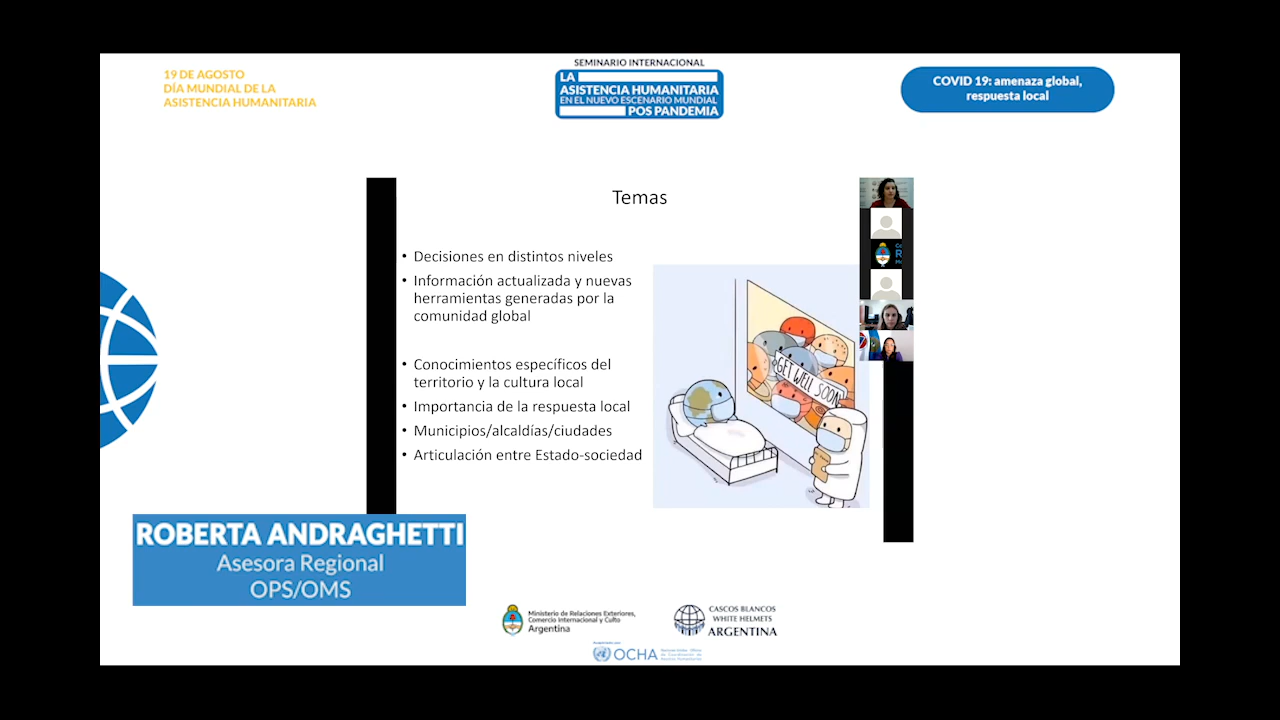 19 DE AGOSTO
DÍA MUNDIAL DE LA
ASISTENCIA HUMANITARIA
SEMINARIO INTERNACIONAL
LA
ASISTENCIA HUMANITARIA
EN EL NUEVO ESCENARIO MUNDIAL
POS PANDEMIA
COVID 19: amenaza global,
respuesta local
Temas
• Decisiones en distintos niveles
• Información actualizada y nuevas
herramientas generadas por la
comunidad global
• Conocimientos específicos del
territorio y la cultura local
• Importancia de la respuesta local
• Municipios/alcaldías/ciudades
• Articulación entre Estado-sociedad
GET WELL SOON
ROBERTA ANDRAGHETTI
Asesora Regional
OPS/OMS
Ministerio de Relaciones Exteriores,
Comercio Internacional y Culto
Argentina
CASCOS BLANCOS
WHITE HELMETS
ARGENTINA
OCHA